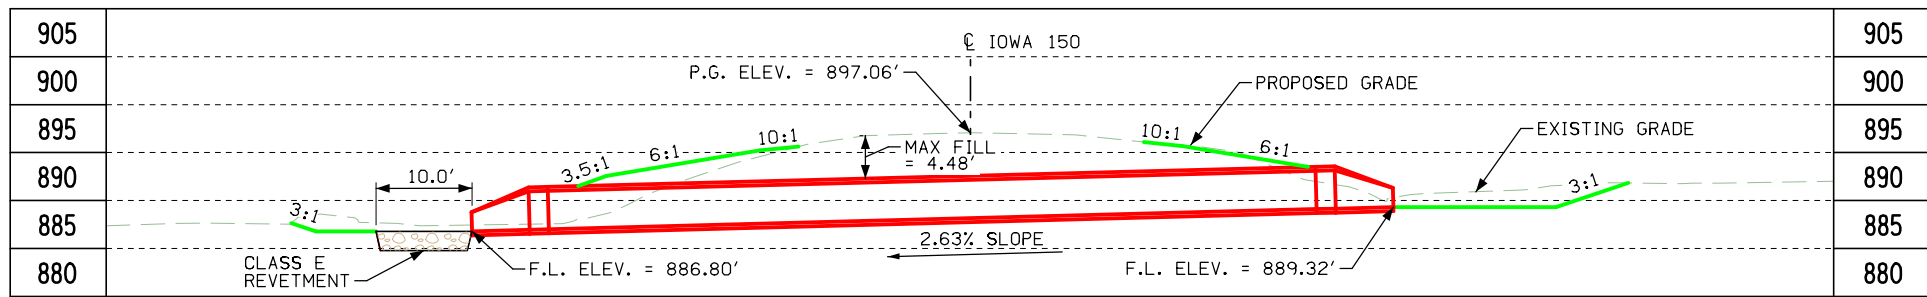 905
900
895
890
885
880
℄ IOWA 150
P.G. ELEV. = 897.06'
PROPOSED GRADE
EXISTING GRADE
10:1
6:1
3.5:1
MAX FILL
= 4.48'
10:1
6:1
3:1
10.0'
3:1
2.63% SLOPE
CLASS E
REVETMENT
F.L. ELEV. = 886.80'
F.L. ELEV. = 889.32'
905
900
895
890
885
880